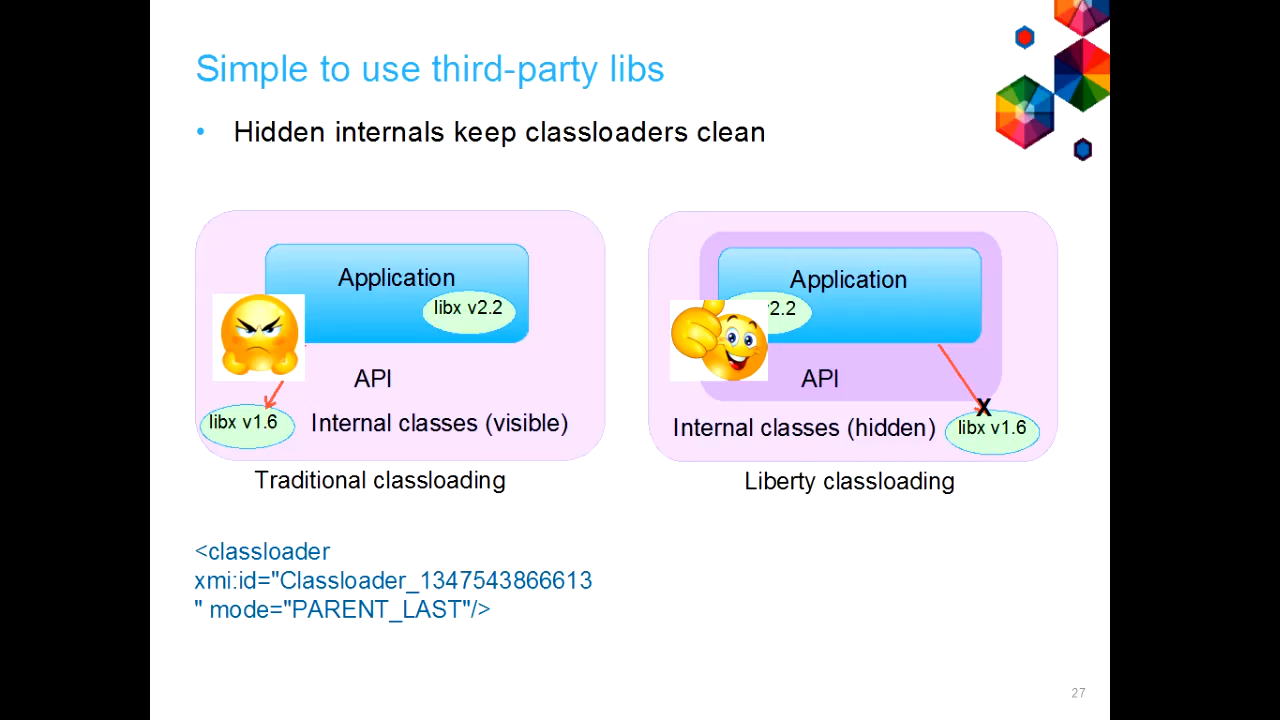 Simple to use third-party libs
• Hidden internals keep classloaders clean
Application
libx v2.2
API
libx v1.6
Internal classes (visible)
Traditional classloading
Application
v2.2
API
Internal classes (hidden)
X
libx v1.6
Liberty classloading
<classloader
xmi:id="Classloader_1347543866613
" mode="PARENT_LAST"/>
27